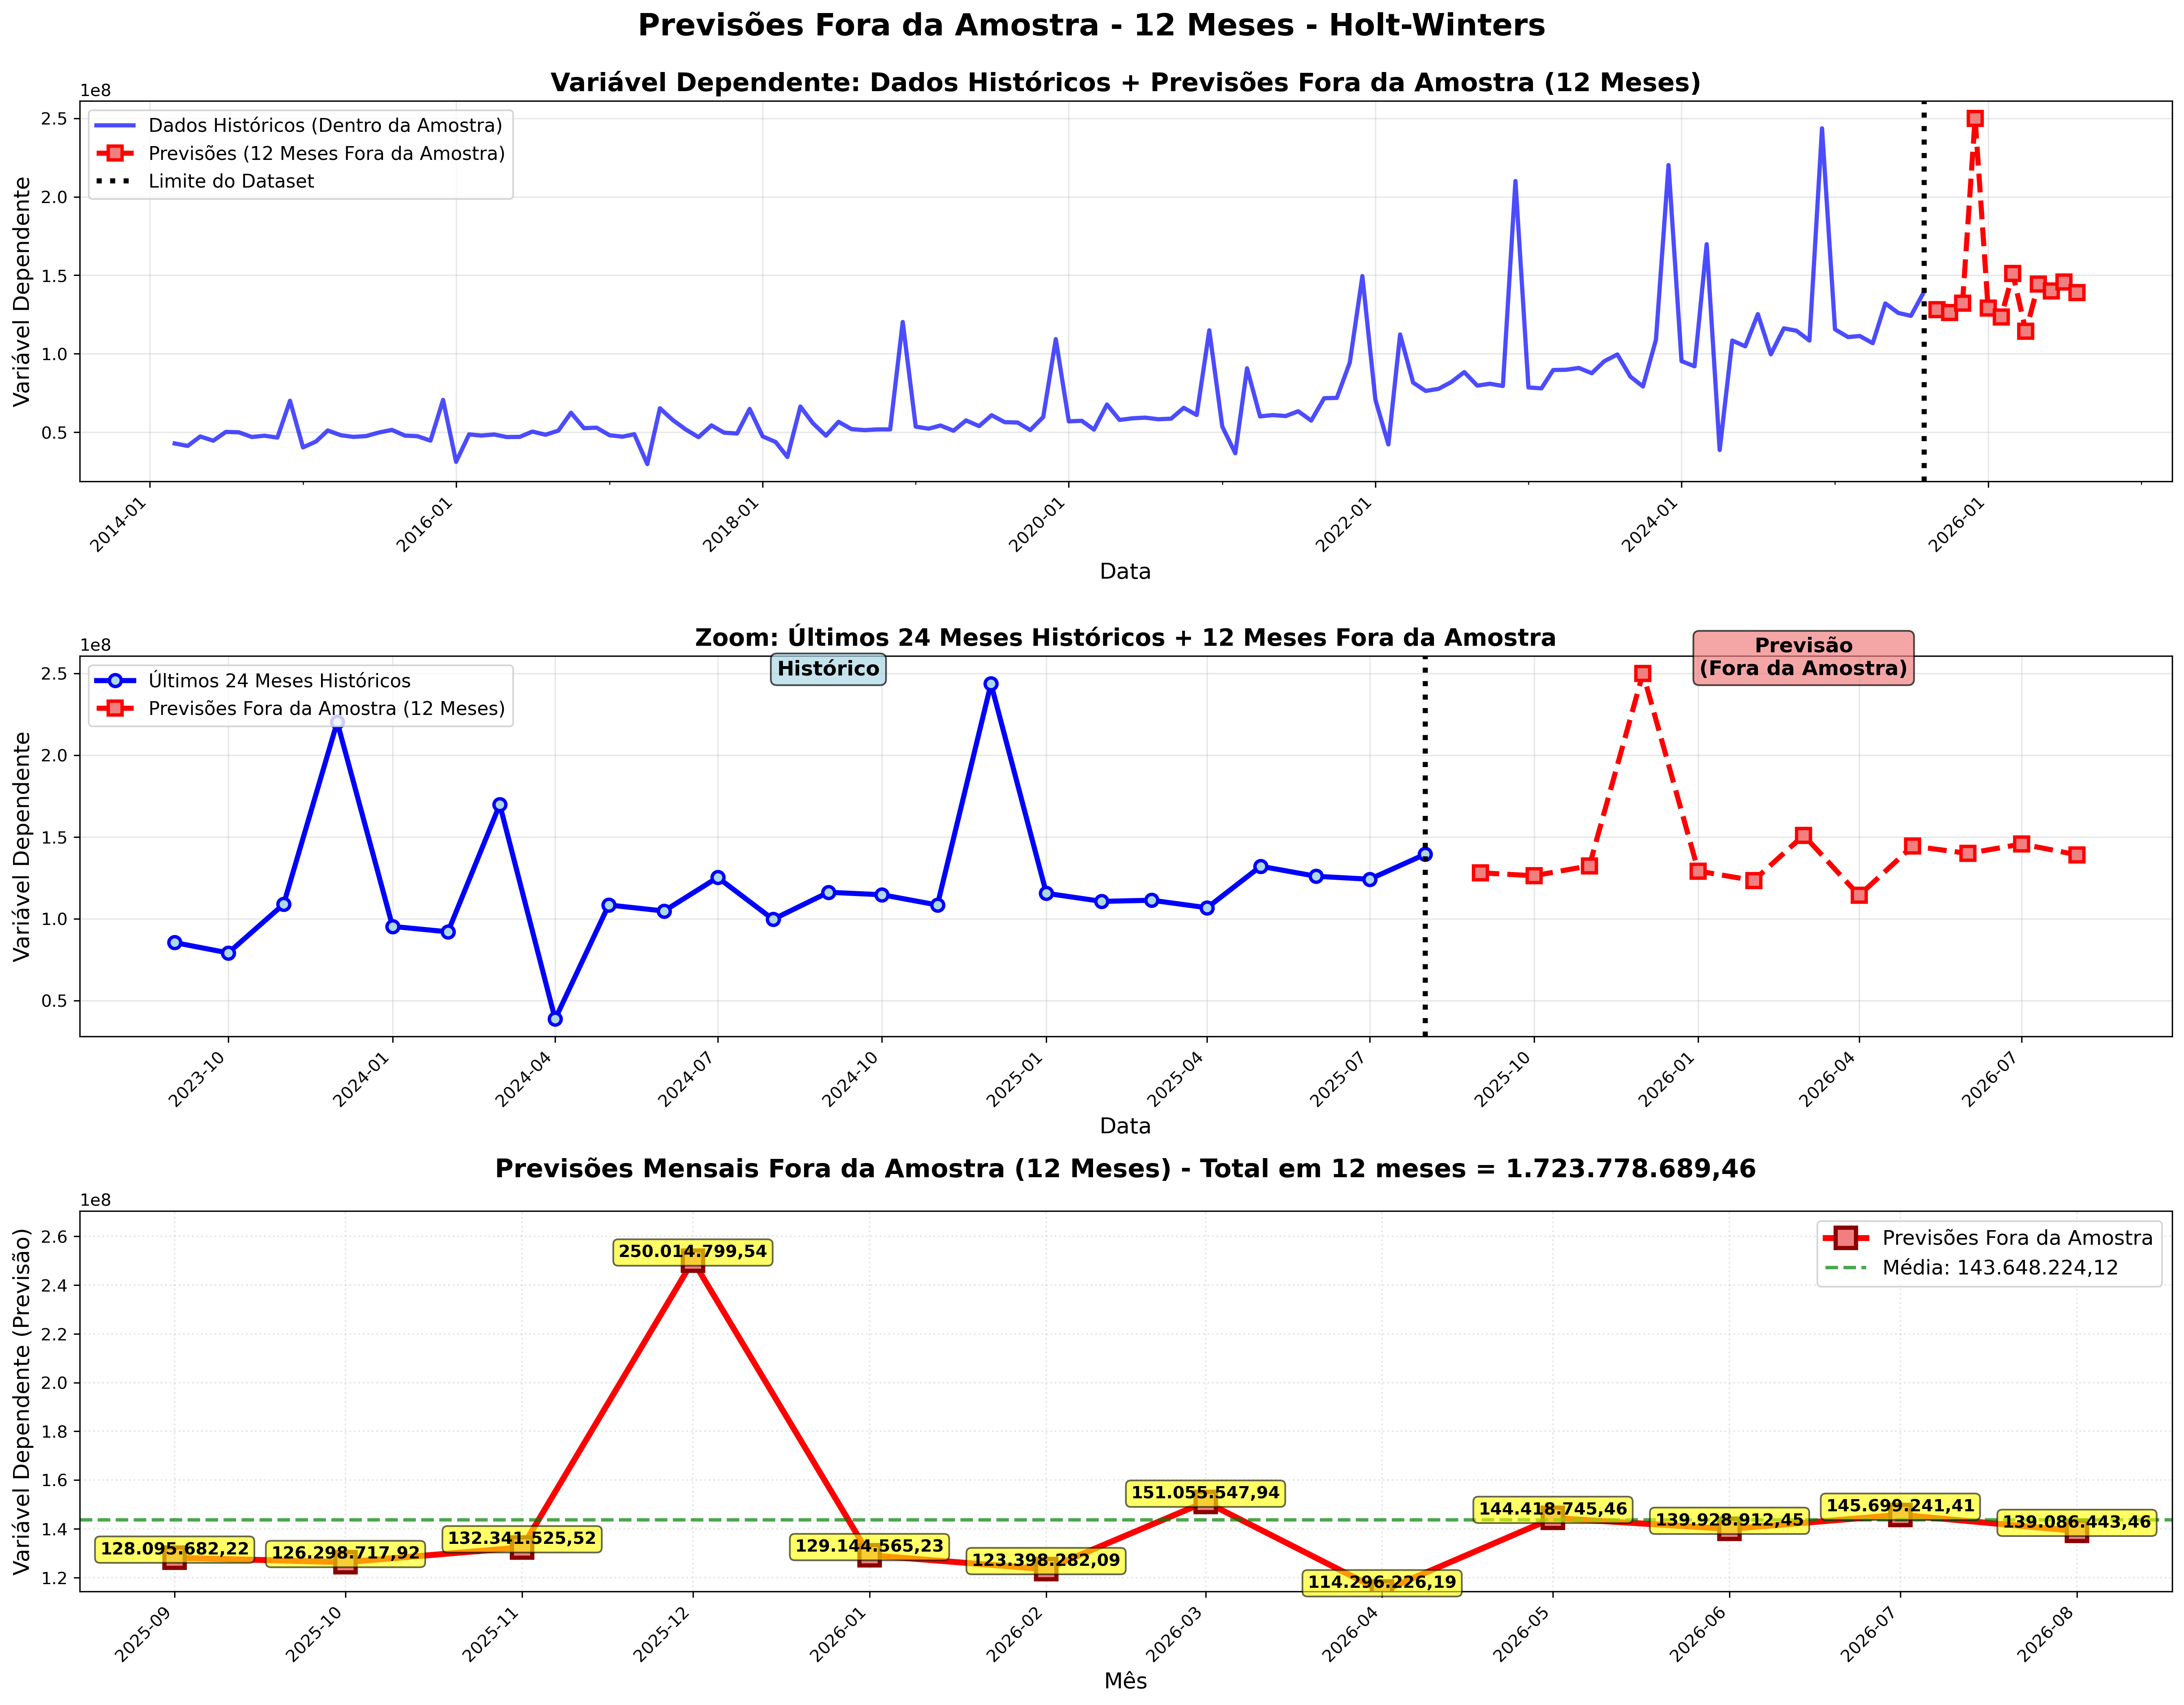 Previsões Fora da Amostra - 12 Meses - Holt-Winters
Variável Dependente: Dados Históricos + Previsões Fora da Amostra (12 Meses)
1e8
Dados Históricos (Dentro da Amostra)
Previsões (12 Meses Fora da Amostra)
Limite do Dataset
Variável Dependente
2.5
2.0
1.5
1.0
0.5
2014-01
2016-01
2018-01
2020-01
2022-01
2024-01
2026-01
Data
Zoom: Últimos 24 Meses Históricos + 12 Meses Fora da Amostra
1e8
Histórico
Previsão
(Fora da Amostra)
Últimos 24 Meses Históricos
Previsões Fora da Amostra (12 Meses)
Variável Dependente
2.5
2.0
1.5
1.0
0.5
2023-10
2024-01
2024-04
2024-07
2024-10
2025-01
2025-04
2025-07
2025-10
2026-01
2026-04
2026-07
Data
Previsões Mensais Fora da Amostra (12 Meses) - Total em 12 meses = 1.723.778.689,46
1e8
Previsões Fora da Amostra
Média: 143.648.224,12
Variável Dependente (Previsão)
2.6
2.4
2.2
2.0
1.8
1.6
1.4
1.2
128.095.682,22
126.298.717,92
132.341.525,52
250.014.799,54
129.144.565,23
123.398.282,09
151.055.547,94
114.296.226,19
144.418.745,46
139.928.912,45
145.699.241,41
139.086.443,46
2025-09
2025-10
2025-11
2025-12
2026-01
2026-02
2026-03
2026-04
2026-05
2026-06
2026-07
2026-08
Mês